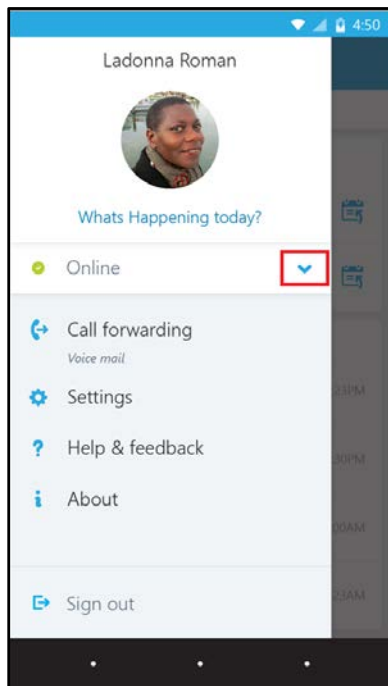 4:50
Ladonna Roman
Whats Happening today?
Online
Call forwarding
Voice mail
Settings
Help & feedback
About
Sign out